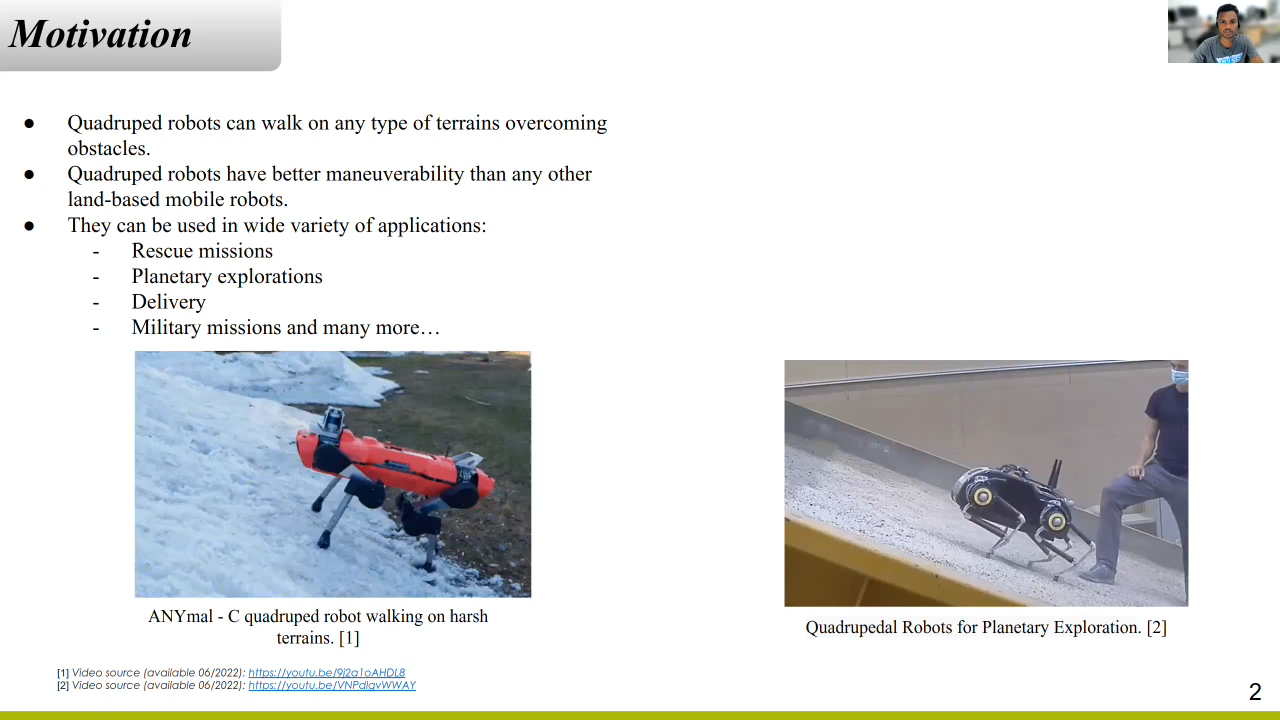 Motivation
● Quadruped robots can walk on any type of terrains overcoming
obstacles.
● Quadruped robots have better maneuverability than any other
land-based mobile robots.
● They can be used in wide variety of applications:
- Rescue missions
- Planetary explorations
- Delivery
- Military missions and many more…
ANYmal - C quadruped robot walking on harsh
terrains. [1]
Quadrupedal Robots for Planetary Exploration. [2]
[1] Video source (available 06/2022): https://youtu.be/9j2a1oAHDL8
[2] Video source (available 06/2022): https://youtu.be/VNPdIgvWWAY
2